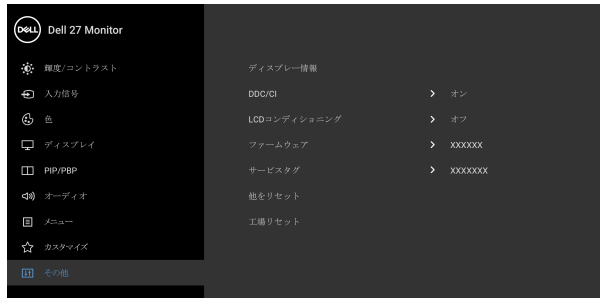 DELL
Dell 27 Monitor
輝度/コントラスト
ディスプレー情報
入力信号
DDC/CI オン
色
LCDコンディショニング オフ
ディスプレイ
ファームウェア XXXXXX
PIP/PBP
サービスタグ XXXXXXX
オーディオ
他をリセット
メニュー
工場リセット
カスタマイズ
その他